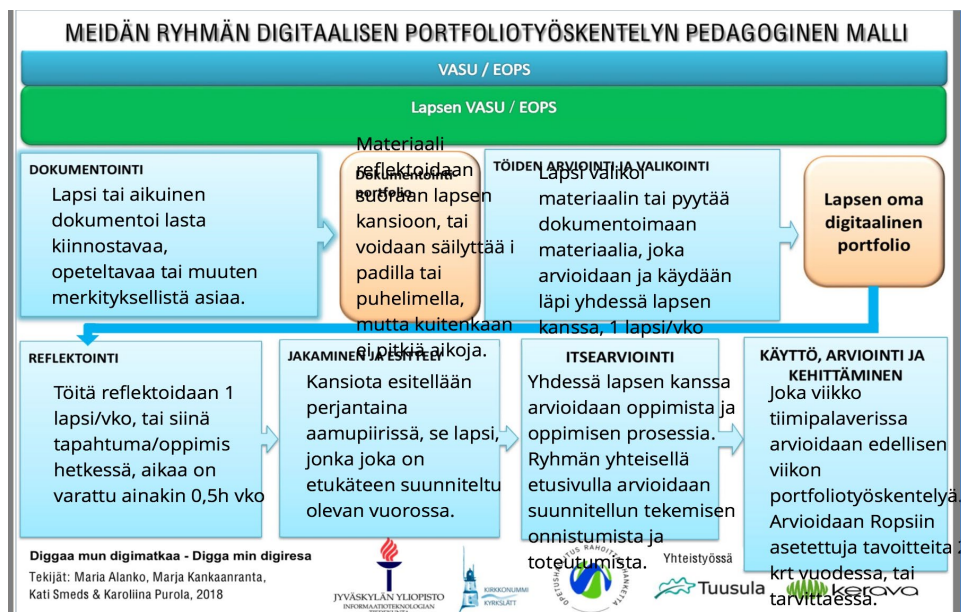 MEIDÄN RYHMÄN DIGITAALISEN PORTFOLIOTYÖSKENTELYN PEDAGOGINEN MALLI
VASU / EOPS
Lapsen VASU / EOPS
DOKUMENTOINTI
Lapsi tai aikuinen
dokumentoi lasta
kiinnostavaa,
opeteltavaa tai muuten
merkityksellistä asiaa.
Dokumentointi
portfolio
Materiaali
reflektoidaan
suoraan lapsen
kansioon, tai
voidaan säilyttää i
padilla tai
puhelimella,
mutta kuitenkaan
ei pitkiä aikoja.
TÖIDEN ARVIOINTI JA VALIKOINTI
Lapsi valikoi
materiaalin tai pyytää
dokumentoimaan
materiaalia, joka
arvioidaan ja käydään
läpi yhdessä lapsen
kanssa, 1 lapsi/vko
Lapsen oma
digitaalinen
portfolio
REFLEKTOINTI
Töitä reflektoidaan 1
lapsi/vko, tai siinä
tapahtuma/oppimis
hetkessä, aikaa on
varattu ainakin 0,5h vko
JAKAMINEN JA ESITTELY
Kansiota esitellään
perjantaina
aamupiirissä, se lapsi,
jonka joka on
etukäteen suunniteltu
olevan vuorossa.
ITSEARVIOINTI
Yhdessä lapsen kanssa
arvioidaan oppimista ja
oppimisen prosessia.
Ryhmän yhteisellä
etusivulla arvioidaan
suunnitellun tekemisen
onnistumista ja
toteutumista.
KÄYTTÖ, ARVIOINTI JA
KEHITTÄMINEN
Joka viikko
tiimipalaverissa
arvioidaan edellisen
viikon
portfoliotyöskentelyä.
Arvioidaan Ropsiin
asetettuja tavoitteita 2
krt vuodessa, tai
tarvittaessa.
Diggaa mun digimatkaa - Digga min digiresa
Tekijät: Maria Alanko, Marja Kankaanranta,
Kati Smeds & Karoliina Purola, 2018
JYVÄSKYLÄN YLIOPISTO
INFORMAATIOTEKNOLOGIAN
KIRKKONUMMI
KYRKSLÄTT
RAHOITTAA HANKETTA
Yhteistyössä
Tuusula
kerava